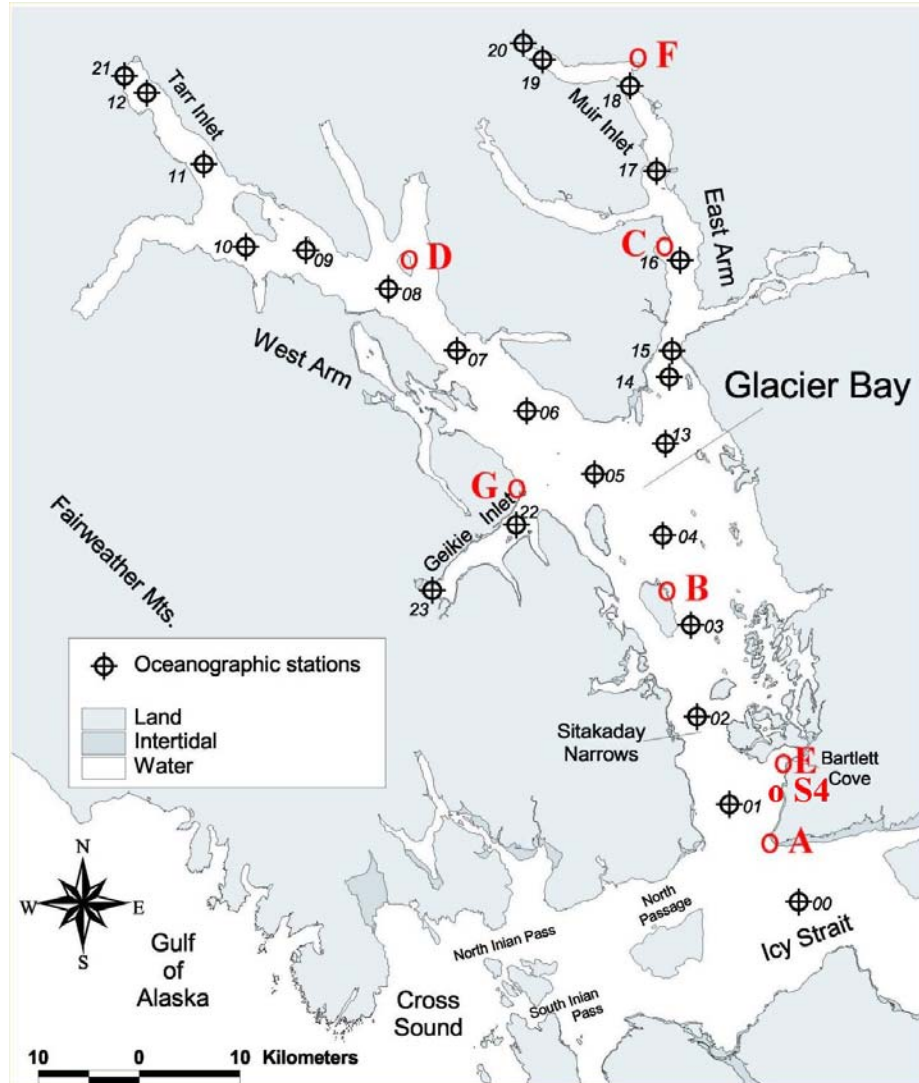 20
F
21
19
Tarr Inlet
12
18
Muir Inlet
11
17
East Arm
C
10
D
16
09
08
West Arm
07
15
14
Glacier Bay
06
13
05
G
Geikie Inlet
22
04
Fairweather Mts.
B
23
03
Oceanographic stations
Land
Intertidal
Water
02
Sitakaday
Narrows
E
Bartlett
Cove
S4
01
A
N
W
E
S
North
Passage
00
North Inian Pass
Icy Strait
Gulf
of
Alaska
Cross
Sound
South Inian
Pass
10 0 10 Kilometers